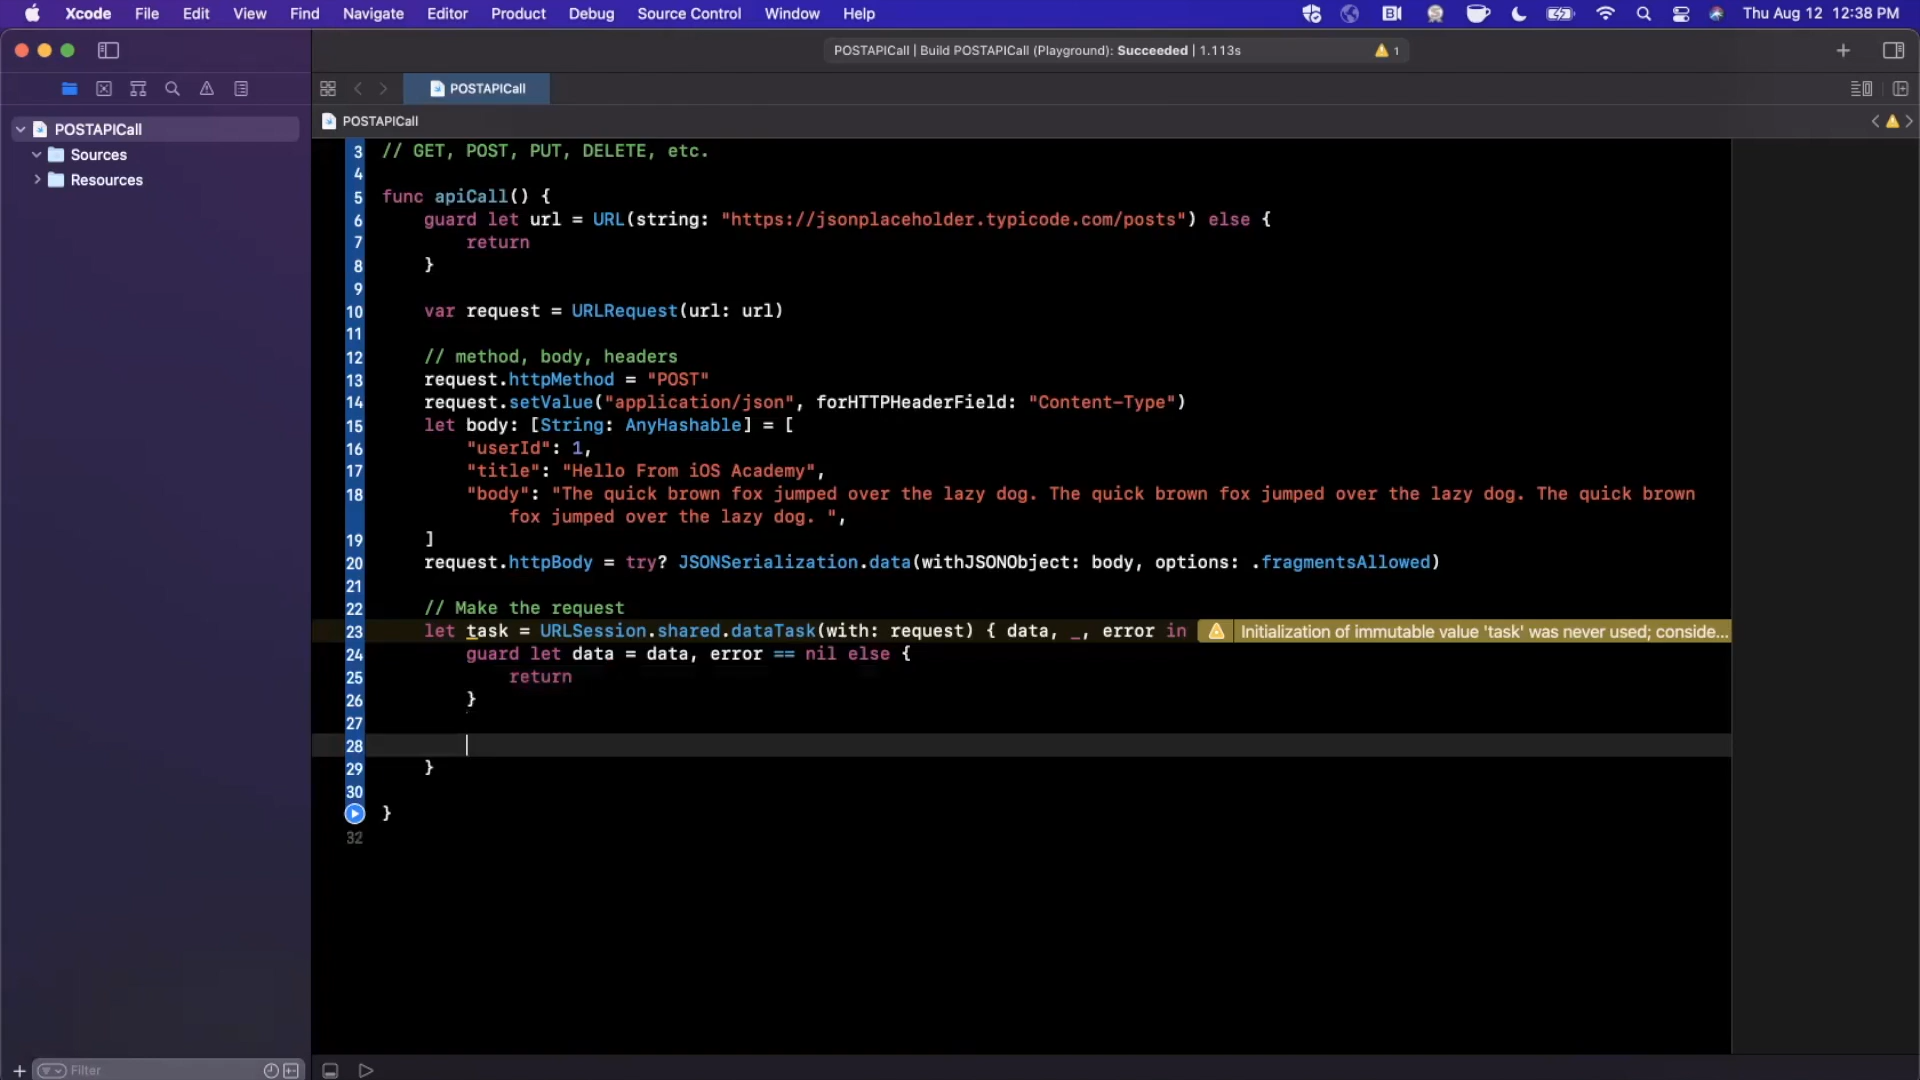 Xcode File Edit View Find Navigate Editor Product Debug Source Control Window Help Thu Aug 12 12:38 PM
POSTAPICall | Build POSTAPICall (Playground): Succeeded | 1.113s 1
POSTAPICall
POSTAPICall
POSTAPICall
Sources
Resources
3 // GET, POST, PUT, DELETE, etc.
4
5 func apiCall() {
6 guard let url = URL(string: "https://jsonplaceholder.typicode.com/posts") else {
7 return
8 }
9
10 var request = URLRequest(url: url)
11
12 // method, body, headers
13 request.httpMethod = "POST"
14 request.setValue("application/json", forHTTPHeaderField: "Content-Type")
15 let body: [String: AnyHashable] = [
16 "userId": 1,
17 "title": "Hello From iOS Academy",
18 "body": "The quick brown fox jumped over the lazy dog. The quick brown fox jumped over the lazy dog. The quick brown
fox jumped over the lazy dog. ",
19 ]
20 request.httpBody = try? JSONSerialization.data(withJSONObject: body, options: .fragmentsAllowed)
21
22 // Make the request
23 let task = URLSession.shared.dataTask(with: request) { data, _, error in Initialization of immutable value 'task' was never used; conside...
24 guard let data = data, error == nil else {
25 return
26 }
27
28
29 }
30
}
32
Filter